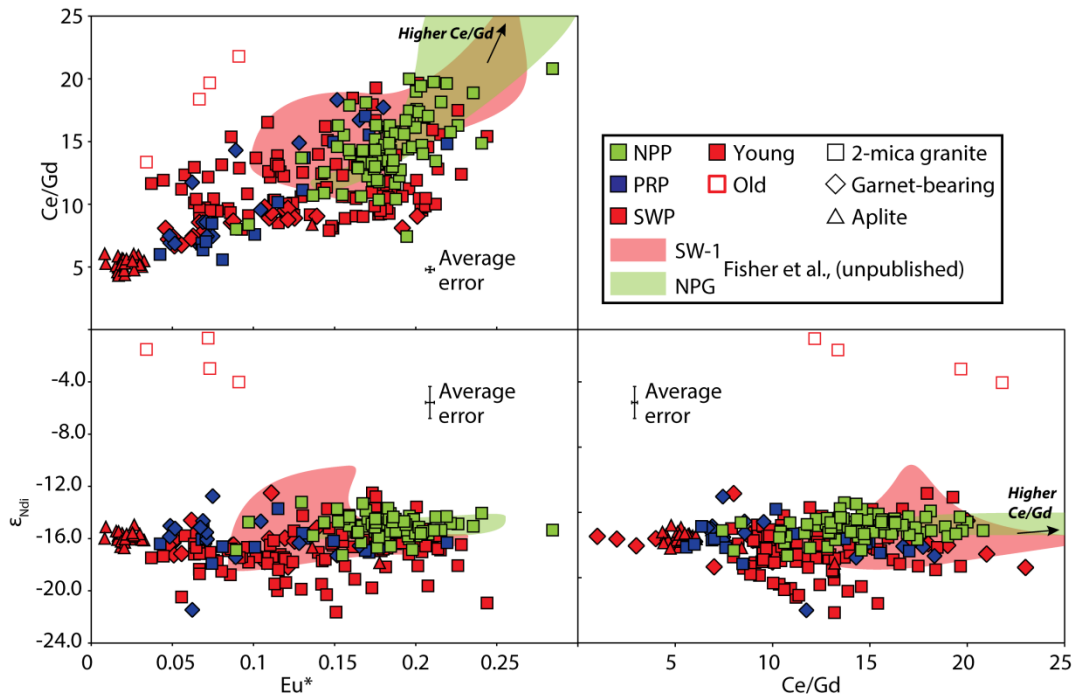 25
20
15
10
5
Ce/Gd
Higher Ce/Gd
Average
error
NPP
PRP
SWP
Young
Old
2-mica granite
Garnet-bearing
Aplite
SW-1
NPG
Fisher et al., (unpublished)
-4.0
-8.0
-12.0
-16.0
-20.0
-24.0
εNdi
Average
error
0
0.05
0.1
0.15
0.2
0.25
Eu*
Average
error
Higher
Ce/Gd
5
10
15
20
25
Ce/Gd